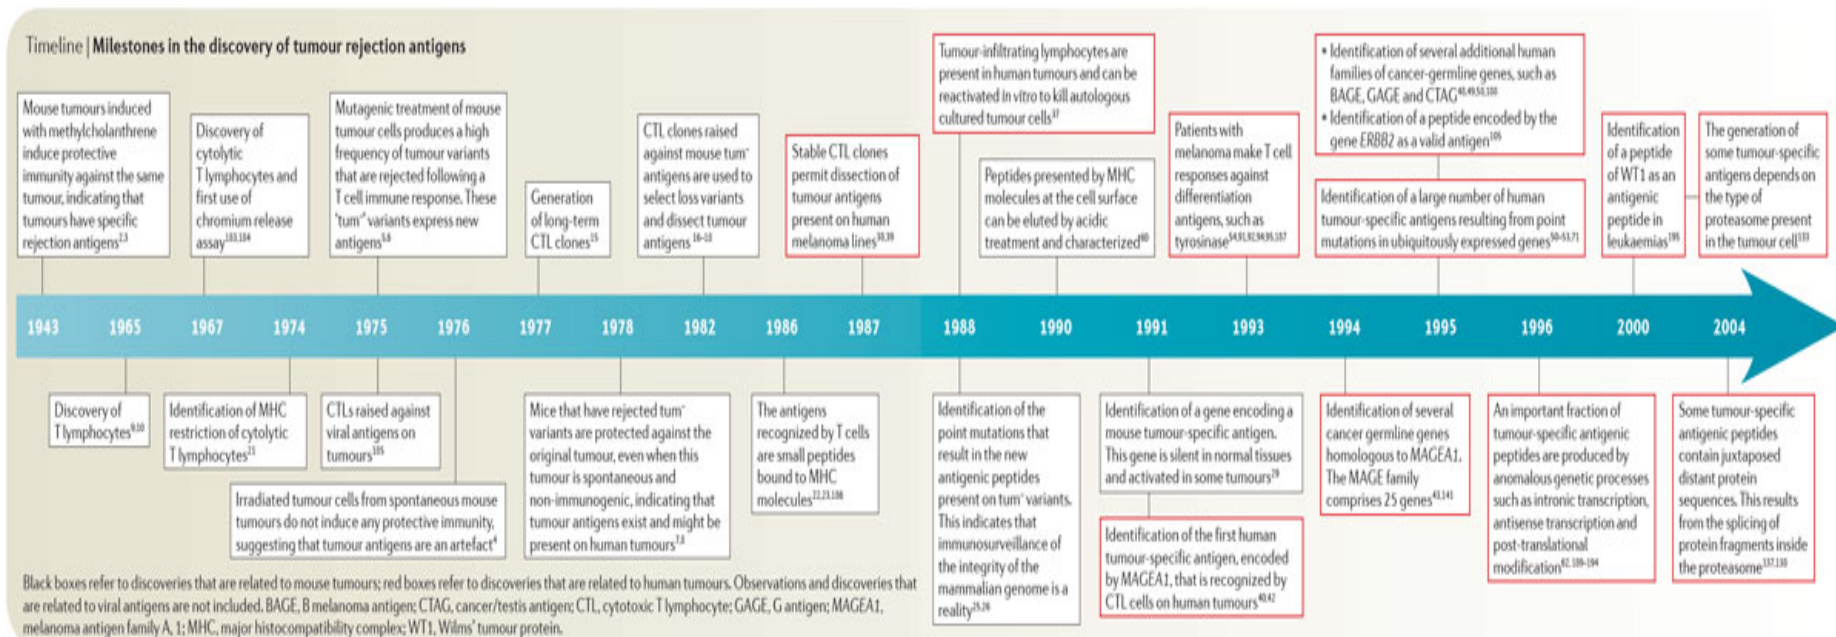 Timeline | Milestones in the discovery of tumour rejection antigens
Mouse tumours induced
with methylcholanthrene
induce protective
immunity against the same
tumour, indicating that
tumours have specific
rejection antigens²,³
Discovery of
cytolytic
T lymphocytes and
first use of
chromium release
assay
Mutagenic treatment of mouse
tumour cells produces a high
frequency of tumour variants
that are rejected following a
T cell immune response. These
'tum⁻' variants express new
antigens
Generation
of long-term
CTL clones¹⁵
CTL clones raised
against mouse tum⁻
antigens are used to
select loss variants
and dissect tumour
antigens ¹⁶⁻¹⁸
Stable CTL clones
permit dissection of
tumour antigens
present on human
melanoma lines
Tumour-infiltrating lymphocytes are
present in human tumours and can be
reactivated in vitro to kill autologous
cultured tumour cells³⁷
Peptides presented by MHC
molecules at the cell surface
can be eluted by acidic
treatment and characterized⁶⁰
Patients with
melanoma make T cell
responses against
differentiation
antigens, such as
tyrosinase
• Identification of several additional human
families of cancer-germline genes, such as
BAGE, GAGE and CTAG
• Identification of a peptide encoded by the
gene ERBB2 as a valid antigen
Identification of a large number of human
tumour-specific antigens resulting from point
mutations in ubiquitously expressed genes
Identification
of a peptide
of WT1 as an
antigenic
peptide in
leukaemias
The generation of
some tumour-specific
antigens depends on
the type of
proteasome present
in the tumour cell
1943 1965 1967 1974 1975 1976 1977 1978 1982 1986 1987 1988 1990 1991 1993 1994 1995 1996 2000 2004
Discovery of
T lymphocytes
Identification of MHC
restriction of cytolytic
T lymphocytes²¹
CTLs raised against
viral antigens on
tumours
Irradiated tumour cells from spontaneous mouse
tumours do not induce any protective immunity,
suggesting that tumour antigens are an artefact⁴
Mice that have rejected tum⁻
variants are protected against the
original tumour, even when this
tumour is spontaneous and
non-immunogenic, indicating that
tumour antigens exist and might be
present on human tumours⁷,⁸
The antigens
recognized by T cells
are small peptides
bound to MHC
molecules
Identification of the
point mutations that
result in the new
antigenic peptides
present on tum⁻ variants.
This indicates that
immunosurveillance of
the integrity of the
mammalian genome is a
reality²⁵,²⁶
Identification of a gene encoding a
mouse tumour-specific antigen.
This gene is silent in normal tissues
and activated in some tumours²⁹
Identification of the first human
tumour-specific antigen, encoded
by MAGEA1, that is recognized by
CTL cells on human tumours⁴⁰,⁴²
Identification of several
cancer germline genes
homologous to MAGEA1.
The MAGE family
comprises 25 genes
An important fraction of
tumour-specific antigenic
peptides are produced by
anomalous genetic processes
such as intronic transcription,
antisense transcription and
post-translational
modification
Some tumour-specific
antigenic peptides
contain juxtaposed
distant protein
sequences. This results
from the splicing of
protein fragments inside
the proteasome
Black boxes refer to discoveries that are related to mouse tumours; red boxes refer to discoveries that are related to human tumours. Observations and discoveries that
are related to viral antigens are not included. BAGE, B melanoma antigen; CTAG, cancer/testis antigen; CTL, cytotoxic T lymphocyte; GAGE, G antigen; MAGEA1,
melanoma antigen family A, 1; MHC, major histocompatibility complex; WT1, Wilms' tumour protein.